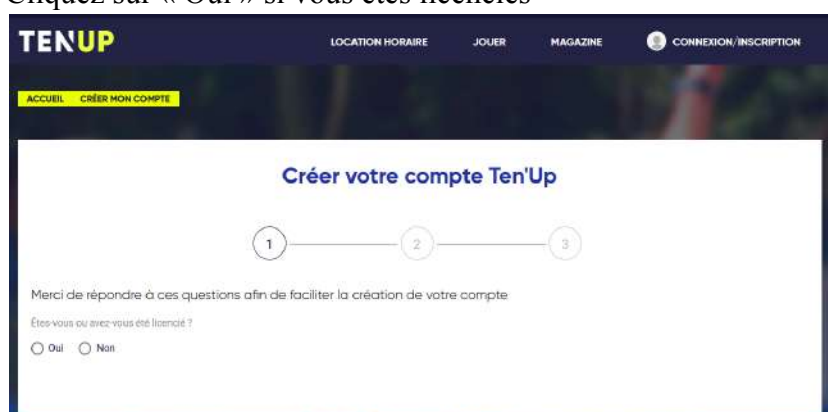 Cliquez sur « Oui » si vous êtes licenciés
TENUP LOCATION HORAIRE JOUER MAGAZINE CONNEXION/INSCRIPTION
ACCUEIL CRÉER MON COMPTE
Créer votre compte Ten'Up
1 2 3
Merci de répondre à ces questions afin de faciliter la création de votre compte
Êtes-vous ou avez-vous été licencié ?
Oui Non